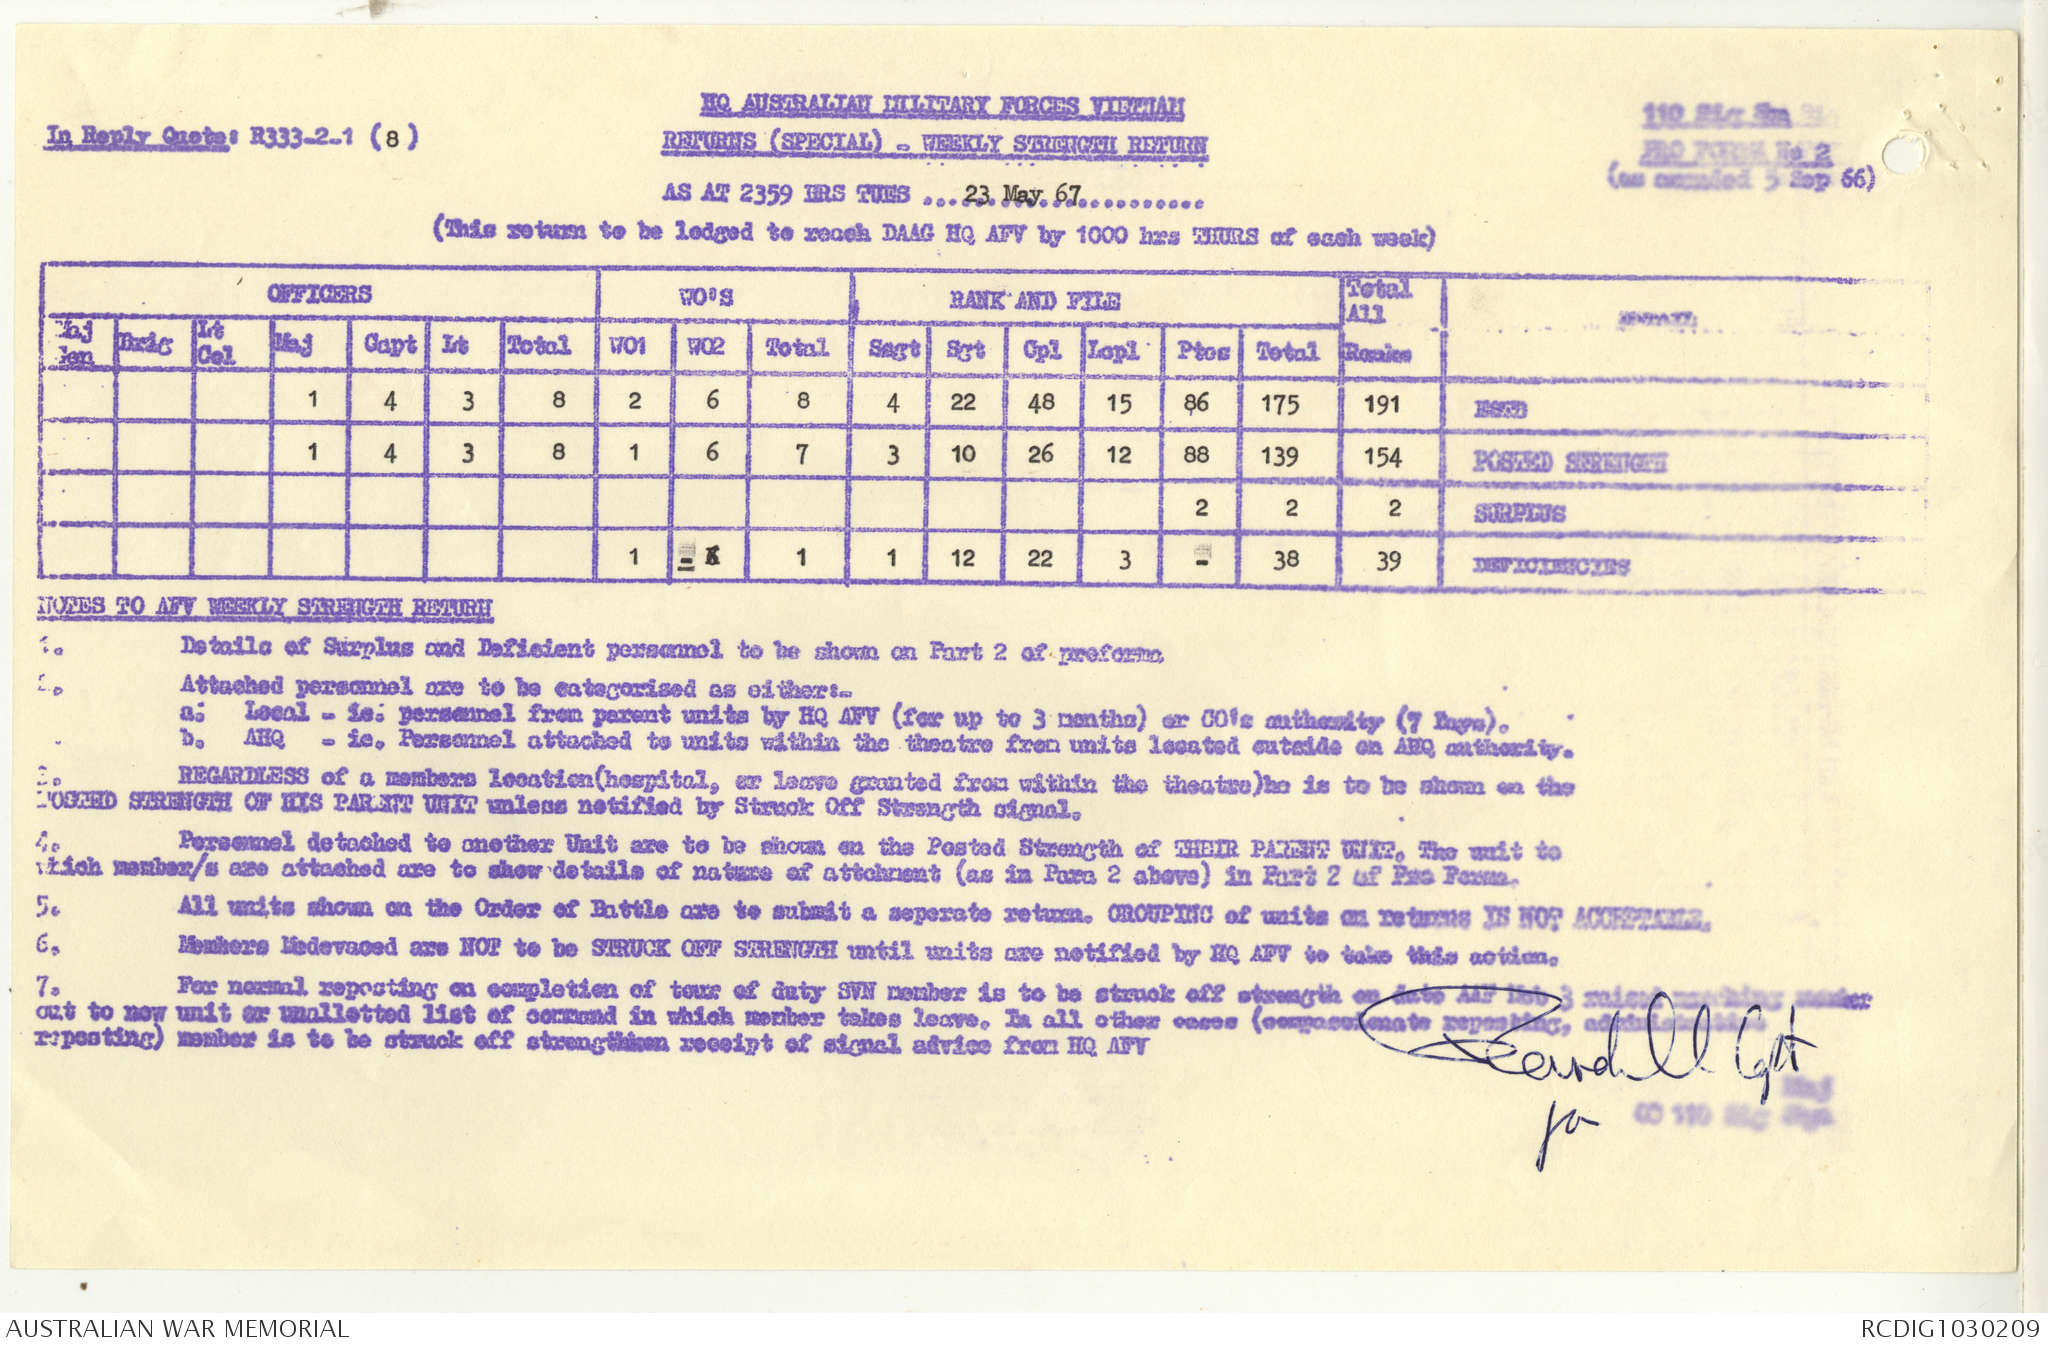 HQ AUSTRALIAN MILITARY FORCES VIETNAM
In Reply Quote: R333-2-1 (8)
RETURNS (SPECIAL) - WEEKLY STRENGTH RETURN
110 Sig Sqn
PRO FORMA No 2
(as amended 5 Sep 66)
AS AT 2359 HRS TUES ...23 May 67...
(This return to be lodged to reach DAAG HQ AFV by 1000 hrs THURS of each week)
OFFICERS WO'S RANK AND FILE Total All Ranks DETAIL
Maj Gen Brig Lt Col Maj Capt Lt Total WO1 WO2 Total Ssgt Sgt Cpl Lcpl Ptes Total
1 4 3 8 2 6 8 4 22 48 15 86 175 191 ESTB
1 4 3 8 1 6 7 3 10 26 12 88 139 154 POSTED STRENGTH
2 2 2 SURPLUS
1 - 1 1 12 22 3 - 38 39 DEFICIENCIES
NOTES TO AFV WEEKLY STRENGTH RETURN
1. Details of Surplus and Deficient personnel to be shown on Part 2 of preforma
2. Attached personnel are to be categorised as either:-
a. Local - ie. personnel from parent units by HQ AFV (for up to 3 months) or CO's authority (7 Days).
b. AHQ - ie. Personnel attached to units within the theatre from units located outside on AHQ authority.
3. REGARDLESS of a members location(hospital, or leave granted from within the theatre)he is to be shown on the
POSTED STRENGTH OF HIS PARENT UNIT unless notified by Struck Off Strength signal.
4. Personnel detached to another Unit are to be shown on the Posted Strength of THEIR PARENT UNIT. The unit to
which member/s are attached are to show details of nature of attchment (as in Para 2 above) in Part 2 of Pro Forma.
5. All units shown on the Order of Battle are to submit a seperate return. GROUPING of units on returns IS NOT ACCEPTABLE.
6. Members Medevaced are NOT to be STRUCK OFF STRENGTH until units are notified by HQ AFV to take this action.
7. For normal reposting on completion of tour of duty SVN member is to be struck off strength on date AAF Mob 3 raised marching member
out to new unit or unallotted list of command in which member takes leave. In all other cases (compassionate reposting, administrative
reposting) member is to be struck off strength on receipt of signal advice from HQ AFV
Capt
Maj
for OC 110 Sig Sqn
AUSTRALIAN WAR MEMORIAL
RCDIG1030209